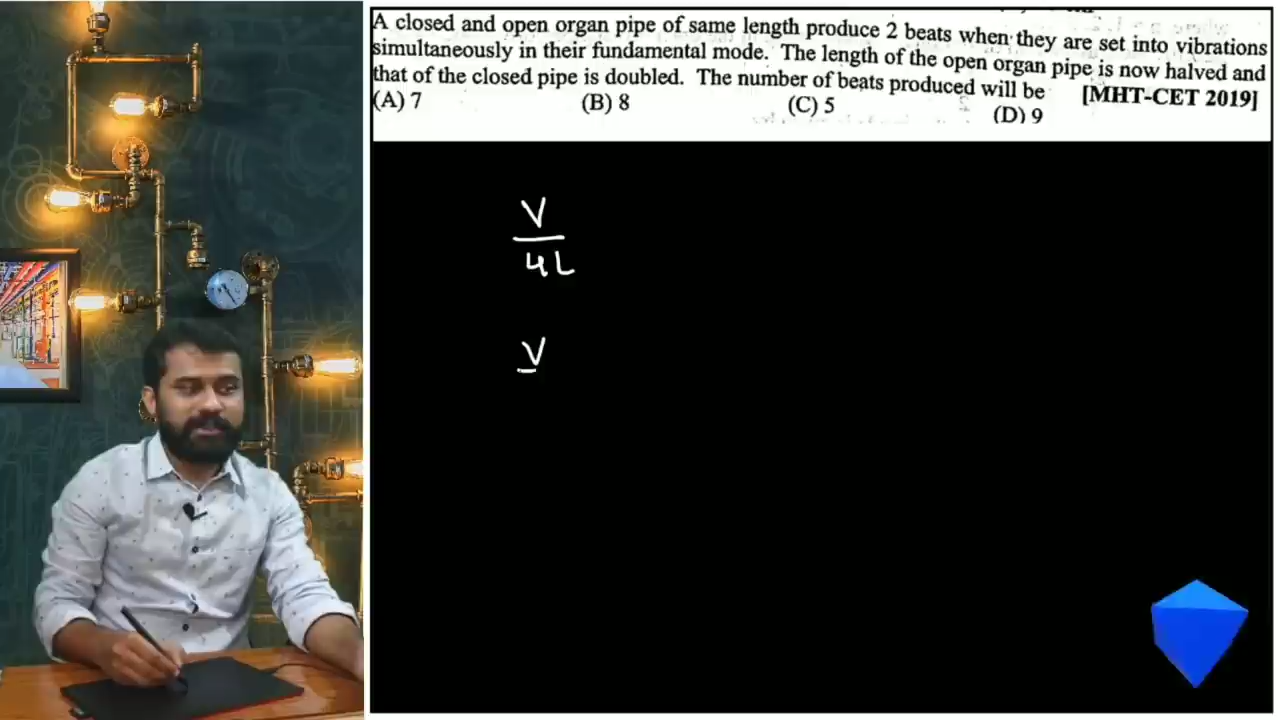 A closed and open organ pipe of same length produce 2 beats when they are set into vibrations
simultaneously in their fundamental mode. The length of the open organ pipe is now halved and
that of the closed pipe is doubled. The number of beats produced will be [MHT-CET 2019]
(A) 7 (B) 8 (C) 5 (D) 9
V
4L
V